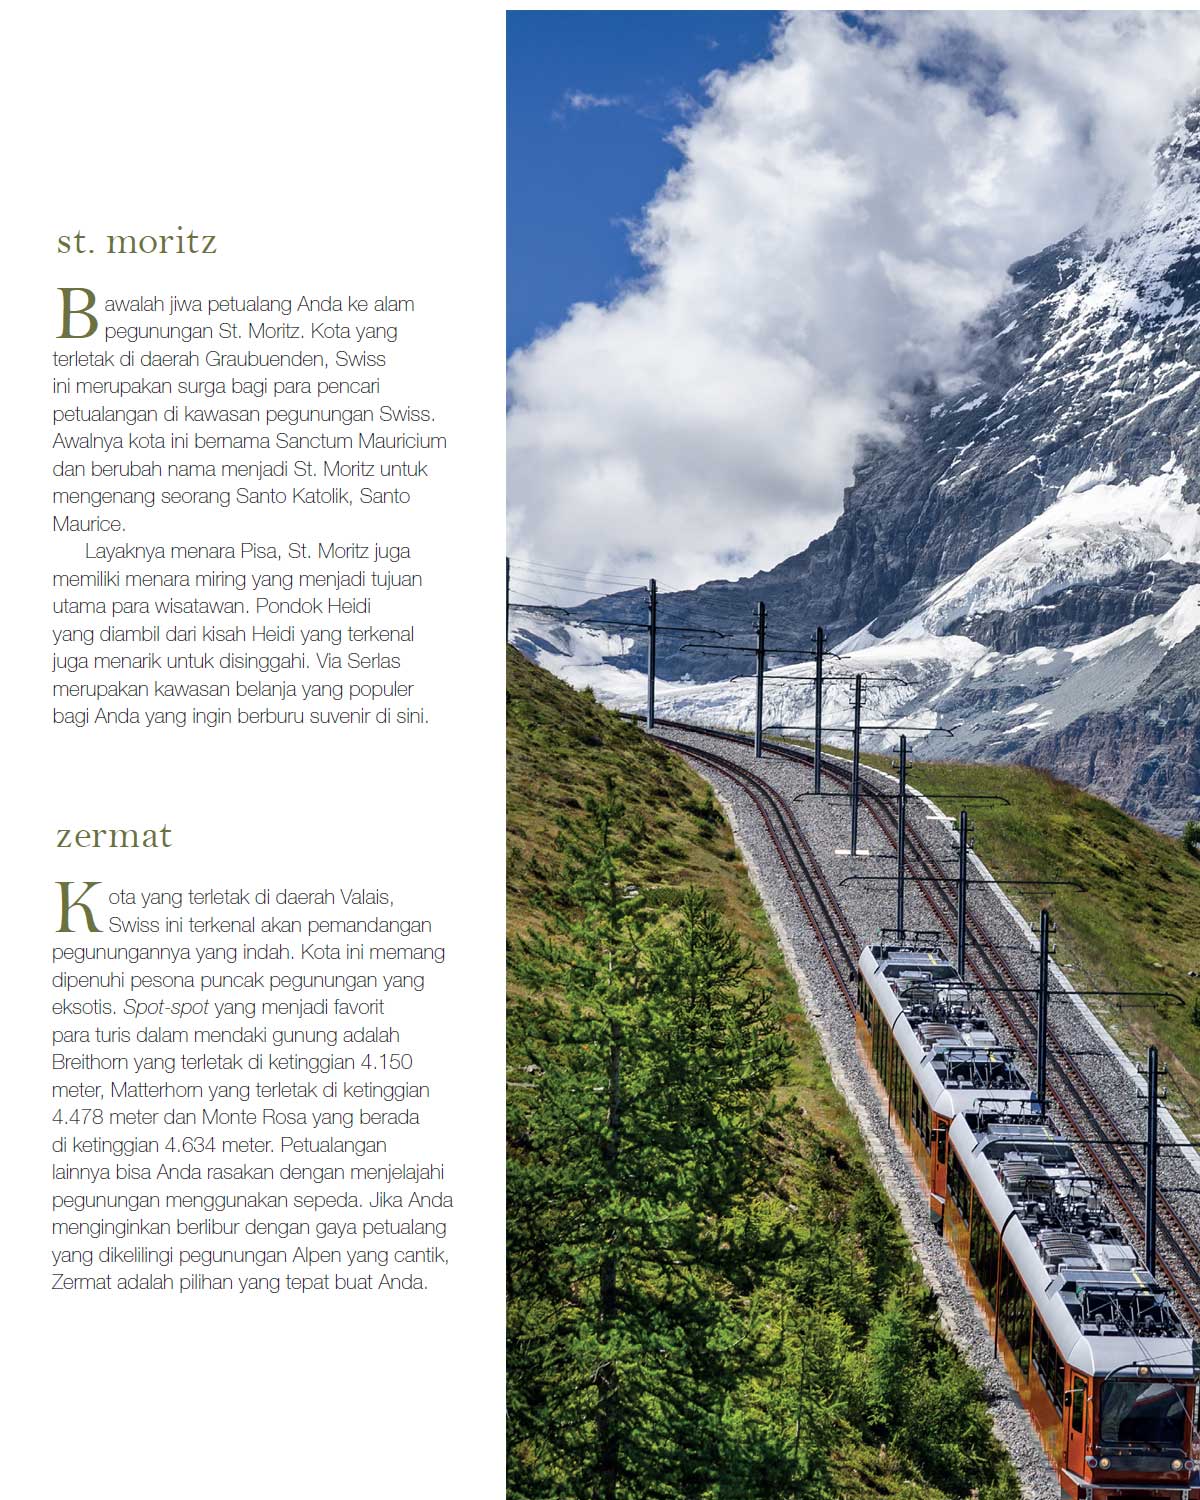 st. moritz
Bawalah jiwa petualang Anda ke alam
pegunungan St. Moritz. Kota yang
terletak di daerah Graubuenden, Swiss
ini merupakan surga bagi para pencari
petualangan di kawasan pegunungan Swiss.
Awalnya kota ini bernama Sanctum Mauricium
dan berubah nama menjadi St. Moritz untuk
mengenang seorang Santo Katolik, Santo
Maurice.
Layaknya menara Pisa, St. Moritz juga
memiliki menara miring yang menjadi tujuan
utama para wisatawan. Pondok Heidi
yang diambil dari kisah Heidi yang terkenal
juga menarik untuk disinggahi. Via Serlas
merupakan kawasan belanja yang populer
bagi Anda yang ingin berburu suvenir di sini.
zermat
Kota yang terletak di daerah Valais,
Swiss ini terkenal akan pemandangan
pegunungannya yang indah. Kota ini memang
dipenuhi pesona puncak pegunungan yang
eksotis. Spot-spot yang menjadi favorit
para turis dalam mendaki gunung adalah
Breithorn yang terletak di ketinggian 4.150
meter, Matterhorn yang terletak di ketinggian
4.478 meter dan Monte Rosa yang berada
di ketinggian 4.634 meter. Petualangan
lainnya bisa Anda rasakan dengan menjelajahi
pegunungan menggunakan sepeda. Jika Anda
menginginkan berlibur dengan gaya petualang
yang dikelilingi pegunungan Alpen yang cantik,
Zermat adalah pilihan yang tepat buat Anda.